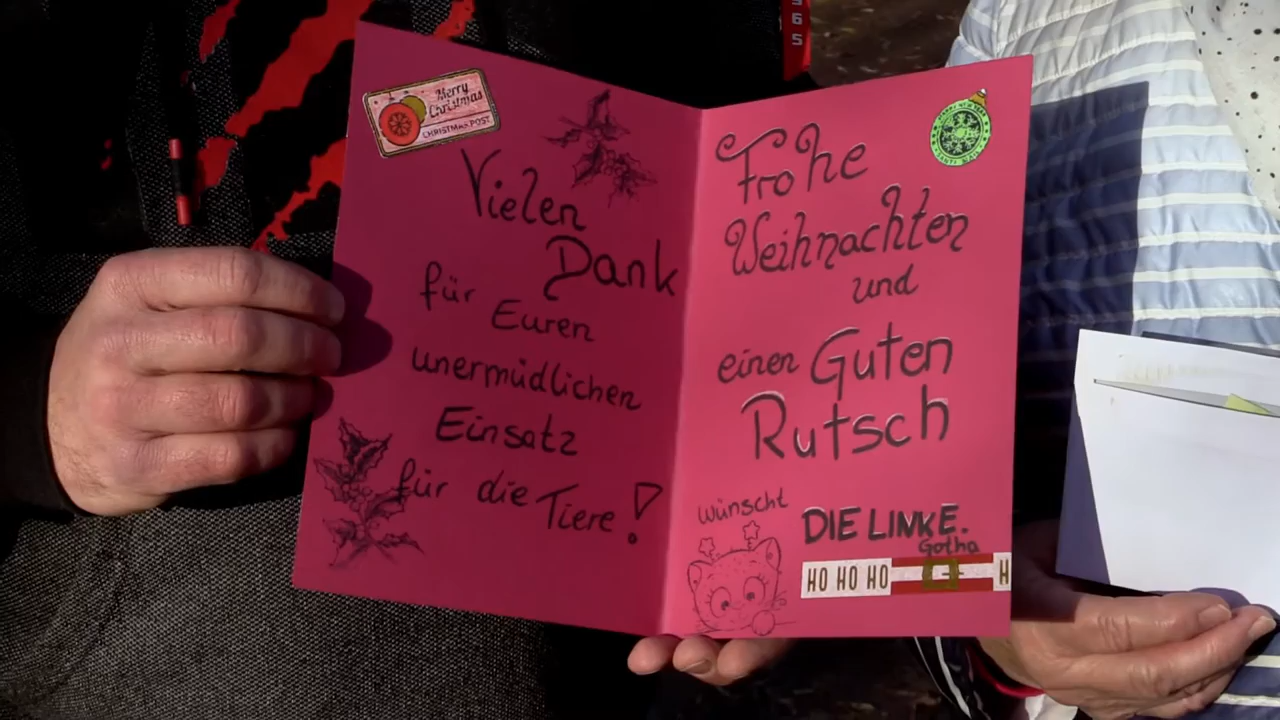 Merry
Christmas
CHRISTMAS POST
Vielen
Dank
für
Euren
unermüdlichen
Einsatz
für die Tiere!
Frohe
Weihnachten
und
einen Guten
Rutsch
wünscht
DIE LINKE.
Gotha
HO HO HO
H
365